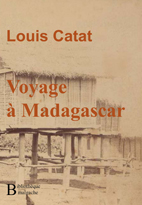 Louis Catat
Voyage
à Madagascar
Bibliothèque
malgache